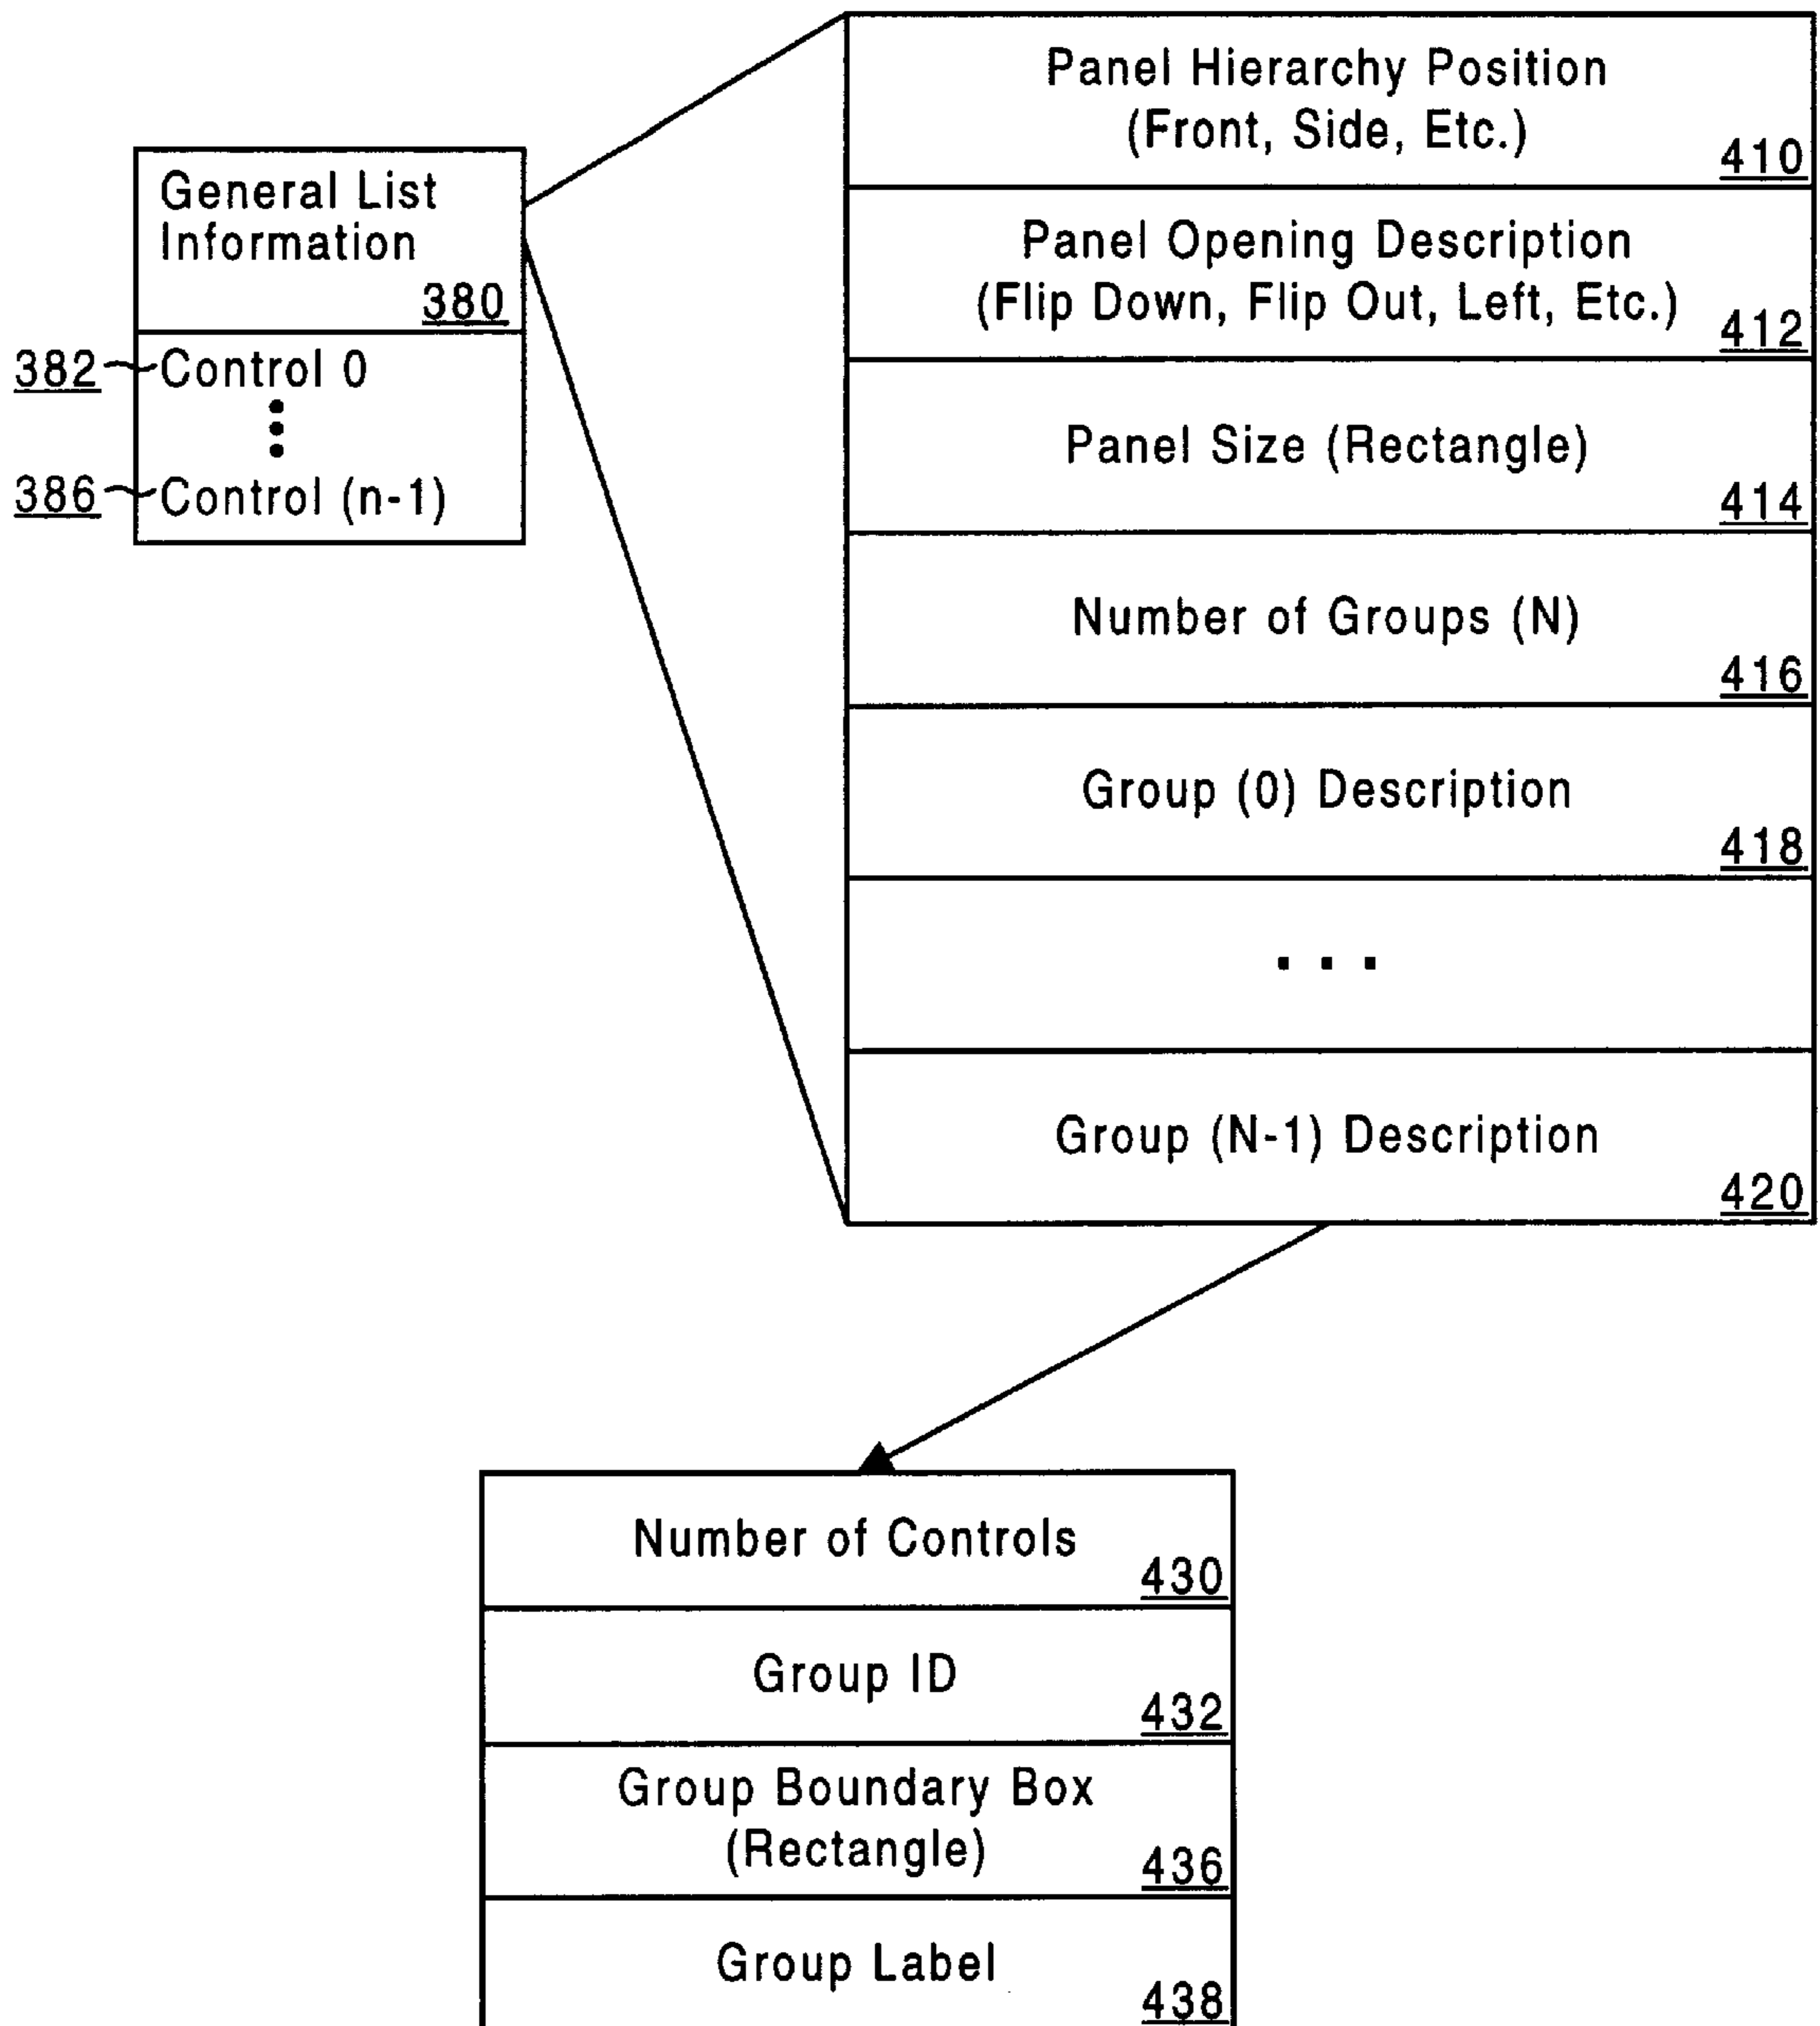 General List
Information
380
382 Control 0
386 Control (n-1)
Panel Hierarchy Position
(Front, Side, Etc.)
410
Panel Opening Description
(Flip Down, Flip Out, Left, Etc.)
412
Panel Size (Rectangle)
414
Number of Groups (N)
416
Group (0) Description
418
. . .
Group (N-1) Description
420
Number of Controls
430
Group ID
432
Group Boundary Box
(Rectangle)
436
Group Label
438